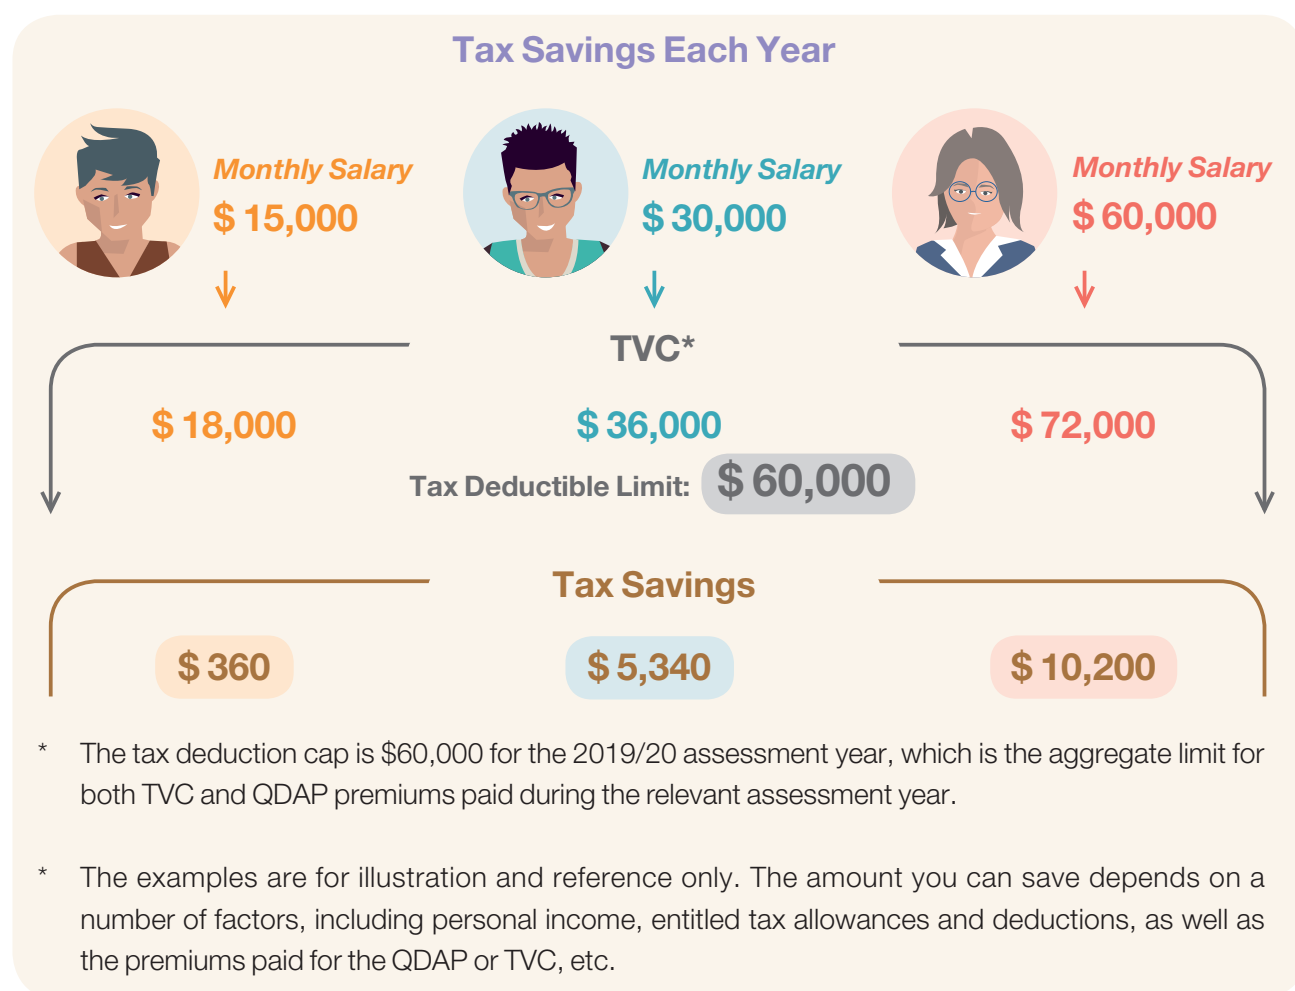 Tax Savings Each Year
Monthly Salary
$ 15,000
Monthly Salary
$ 30,000
Monthly Salary
$ 60,000
TVC*
$ 18,000
$ 36,000
$ 72,000
Tax Deductible Limit: $ 60,000
Tax Savings
$ 360
$ 5,340
$ 10,200
* The tax deduction cap is $60,000 for the 2019/20 assessment year, which is the aggregate limit for
both TVC and QDAP premiums paid during the relevant assessment year.
* The examples are for illustration and reference only. The amount you can save depends on a
number of factors, including personal income, entitled tax allowances and deductions, as well as
the premiums paid for the QDAP or TVC, etc.